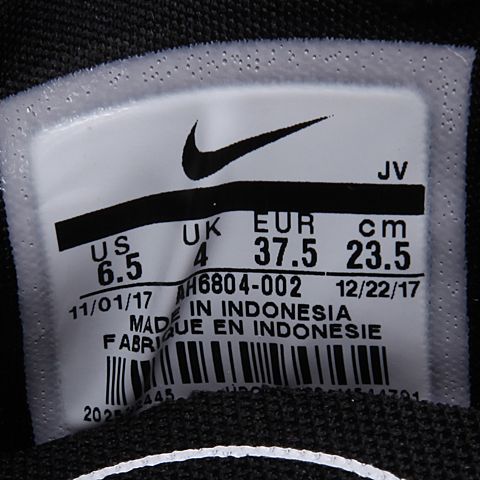 JV
US UK EUR cm
6.5 4 37.5 23.5
11/01/17 AH6804-002 12/22/17
MADE IN INDONESIA
FABRIQUE EN INDONESIE